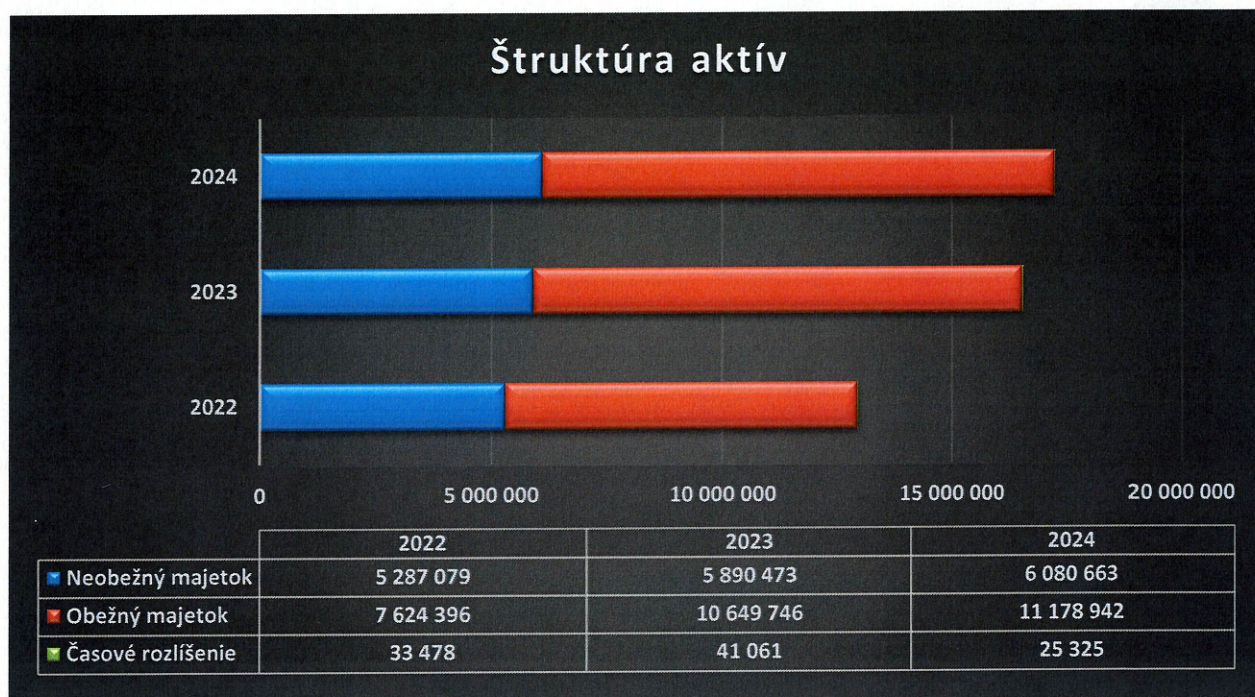 Štruktúra aktív
2024
2023
2022
0 5 000 000 10 000 000 15 000 000 20 000 000
2022 2023 2024
Neobežný majetok 5 287 079 5 890 473 6 080 663
Obežný majetok 7 624 396 10 649 746 11 178 942
Časové rozlíšenie 33 478 41 061 25 325